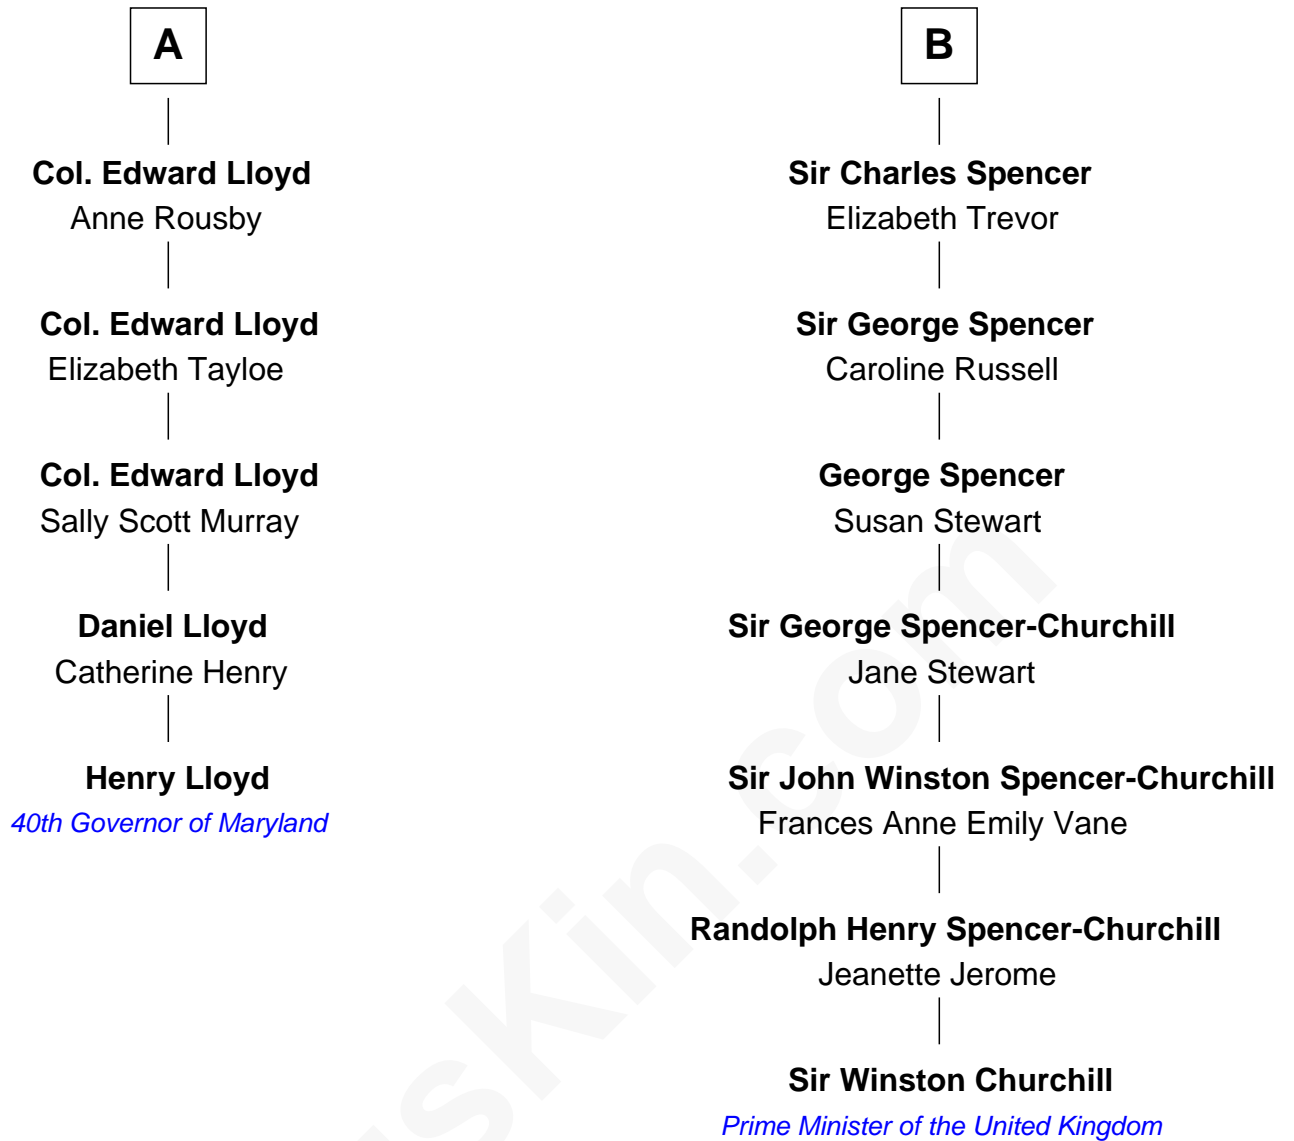 A
Col. Edward Lloyd
Anne Rousby
Col. Edward Lloyd
Elizabeth Tayloe
Col. Edward Lloyd
Sally Scott Murray
Daniel Lloyd
Catherine Henry
Henry Lloyd
40th Governor of Maryland
B
Sir Charles Spencer
Elizabeth Trevor
Sir George Spencer
Caroline Russell
George Spencer
Susan Stewart
Sir George Spencer-Churchill
Jane Stewart
Sir John Winston Spencer-Churchill
Frances Anne Emily Vane
Randolph Henry Spencer-Churchill
Jeanette Jerome
Sir Winston Churchill
Prime Minister of the United Kingdom